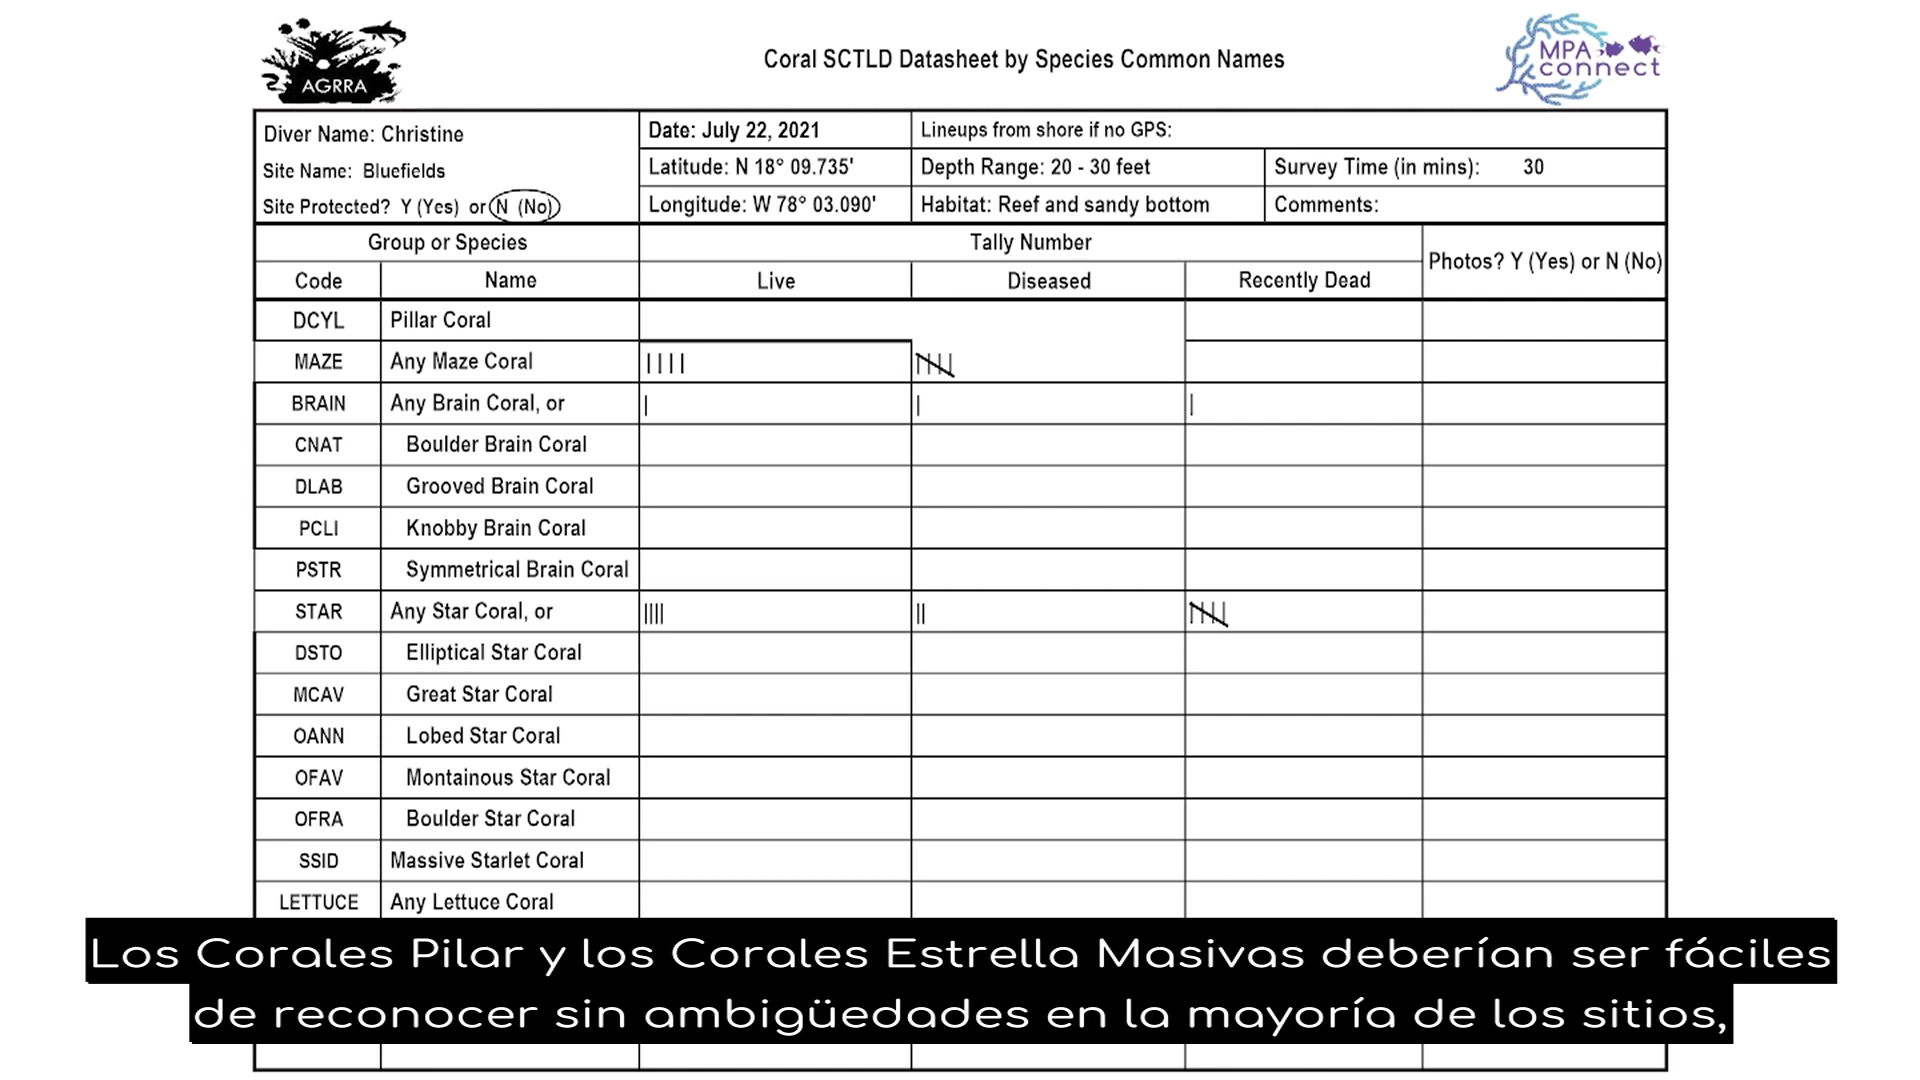 AGRRA
Coral SCTLD Datasheet by Species Common Names
MPA
connect
Diver Name: Christine
Date: July 22, 2021
Lineups from shore if no GPS:
Site Name: Bluefields
Latitude: N 18° 09.735'
Depth Range: 20 - 30 feet
Survey Time (in mins): 30
Site Protected? Y (Yes) or N (No)
Longitude: W 78° 03.090'
Habitat: Reef and sandy bottom
Comments:
Group or Species
Tally Number
Photos? Y (Yes) or N (No)
Code Name Live Diseased Recently Dead
DCYL Pillar Coral
MAZE Any Maze Coral
BRAIN Any Brain Coral, or
CNAT Boulder Brain Coral
DLAB Grooved Brain Coral
PCLI Knobby Brain Coral
PSTR Symmetrical Brain Coral
STAR Any Star Coral, or
DSTO Elliptical Star Coral
MCAV Great Star Coral
OANN Lobed Star Coral
OFAV Montainous Star Coral
OFRA Boulder Star Coral
SSID Massive Starlet Coral
LETTUCE Any Lettuce Coral
Los Corales Pilar y los Corales Estrella Masivas deberían ser fáciles
de reconocer sin ambigüedades en la mayoría de los sitios,